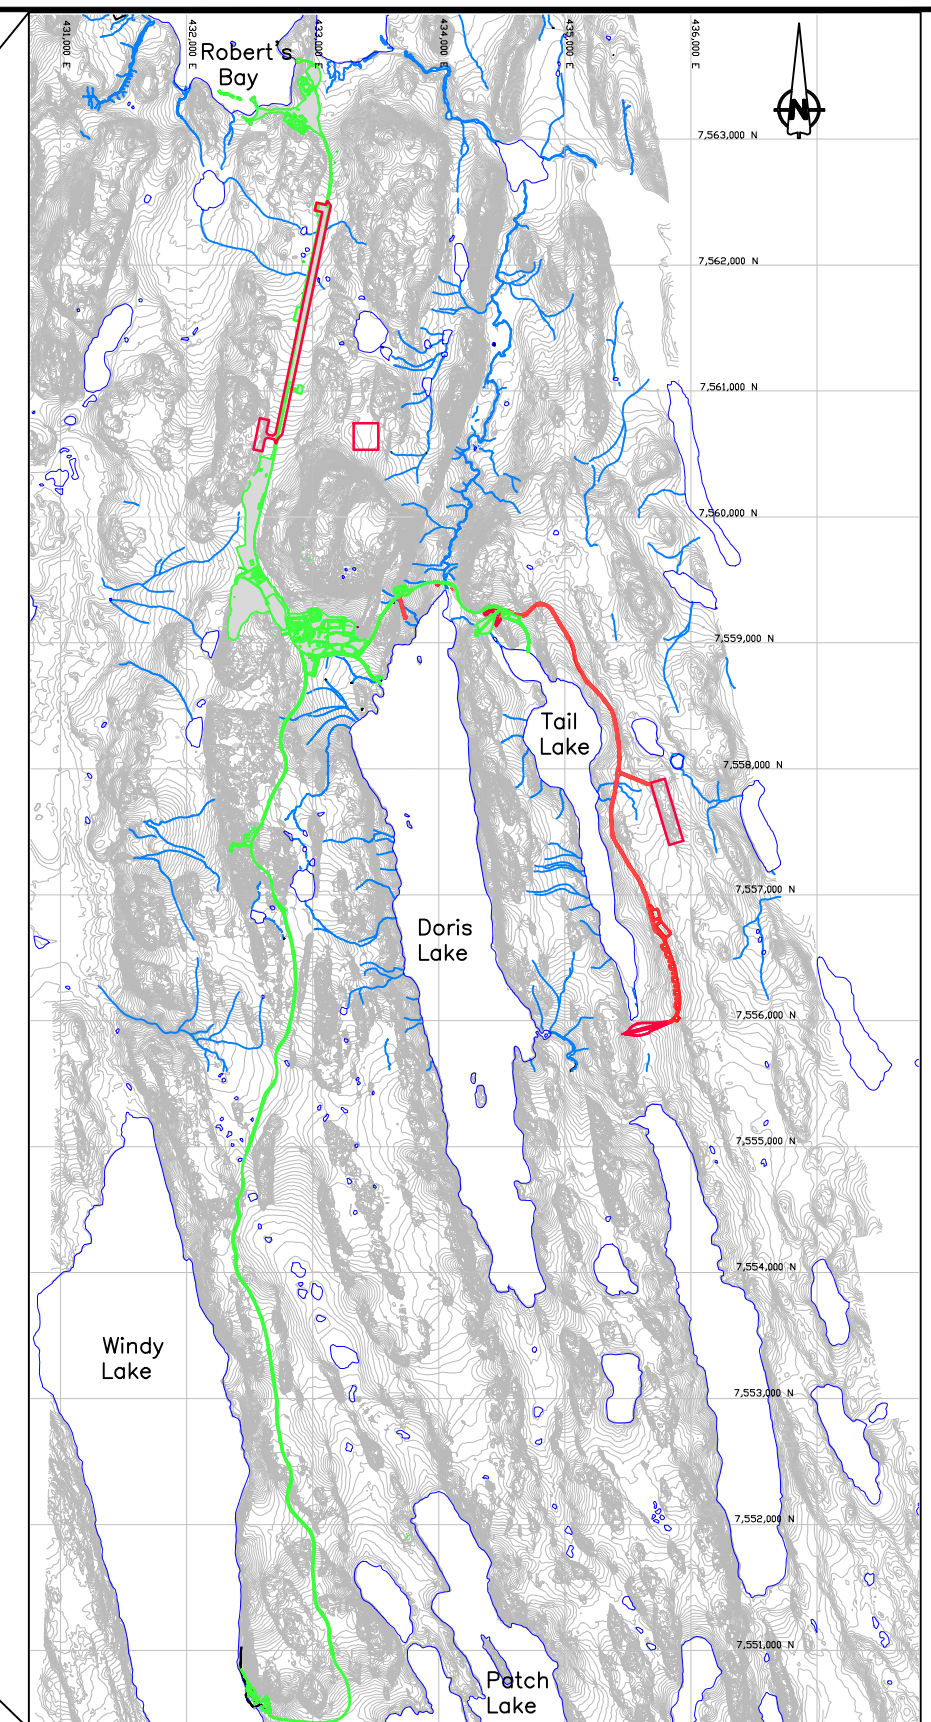 431,000 E
432,000 E
433,000 E
434,000 E
435,000 E
436,000 E
Robert's
Bay
N
7,563,000 N
7,562,000 N
7,561,000 N
7,560,000 N
7,559,000 N
Tail
Lake
7,558,000 N
7,557,000 N
Doris
Lake
7,556,000 N
7,555,000 N
7,554,000 N
Windy
Lake
7,553,000 N
7,552,000 N
7,551,000 N
Patch
Lake